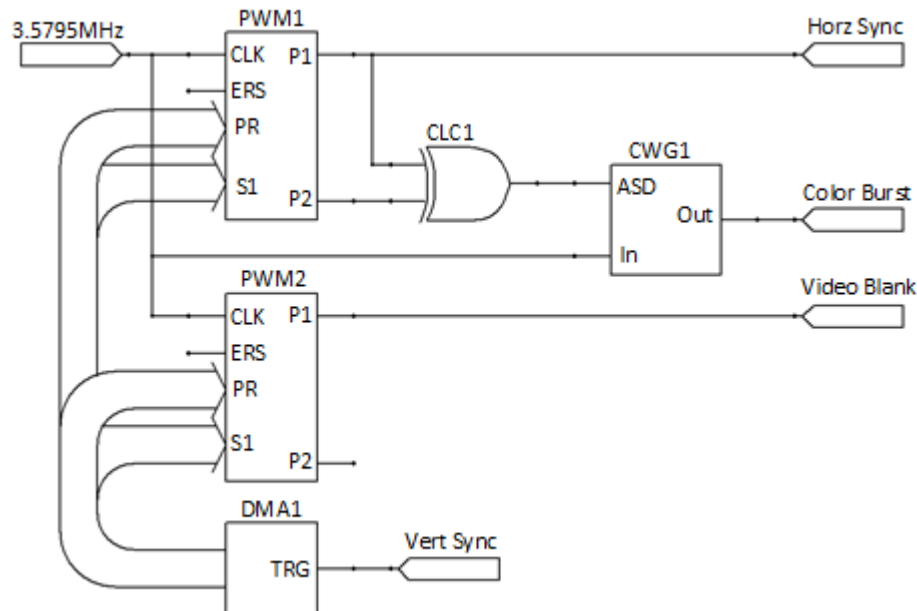 PWM1
3.5795MHz
CLK
P1
Horz Sync
ERS
PR
CLC1
CWG1
S1
P2
ASD
Out
Color Burst
In
PWM2
Video Blank
CLK
P1
ERS
PR
S1
P2
DMA1
Vert Sync
TRG